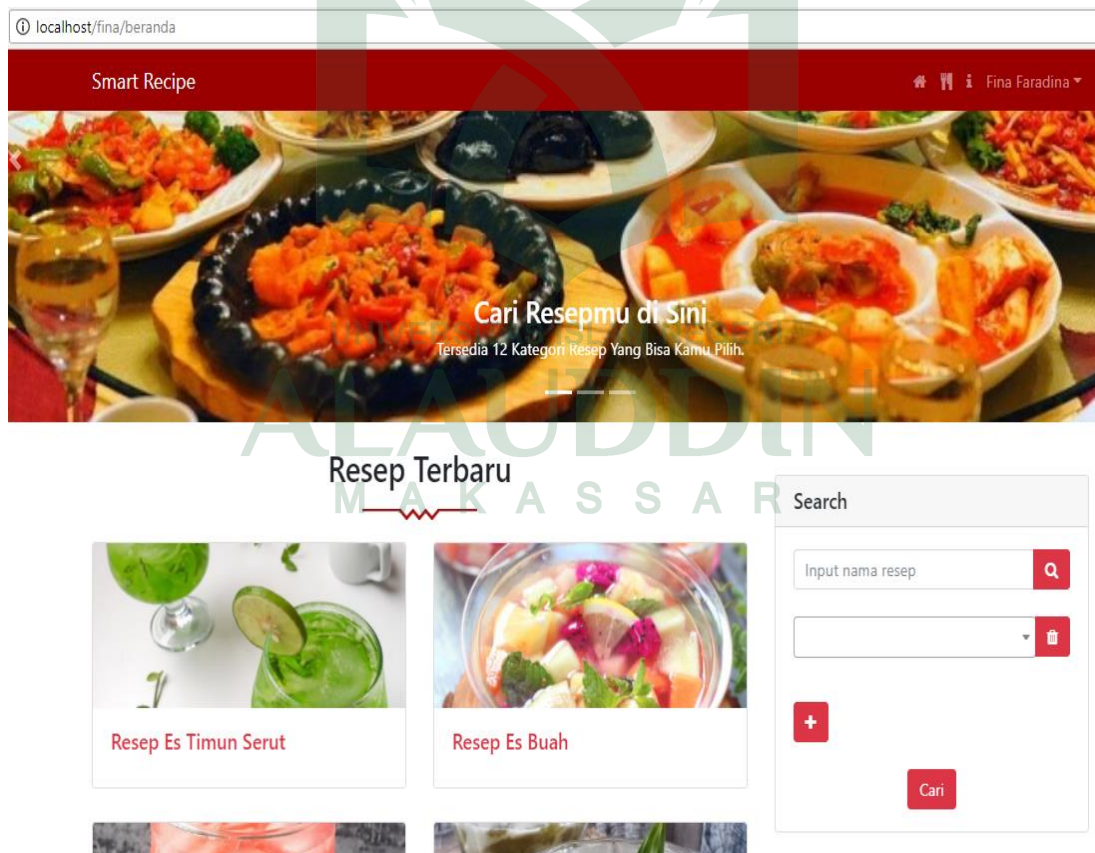 localhost/fina/beranda
Smart Recipe
Fina Faradina
Cari Resepmu di Sini
Tersedia 12 Kategori Resep Yang Bisa Kamu Pilih.
ALAUDDIN
MAKASSAR
Resep Terbaru
Search
Input nama resep
Resep Es Timun Serut
Resep Es Buah
Cari